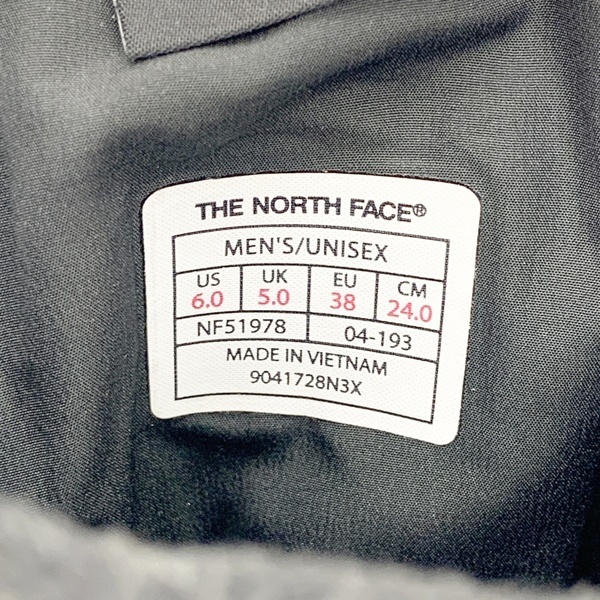 THE NORTH FACE®
MEN'S/UNISEX
US UK EU CM
6.0 5.0 38 24.0
NF51978 04-193
MADE IN VIETNAM
9041728N3X